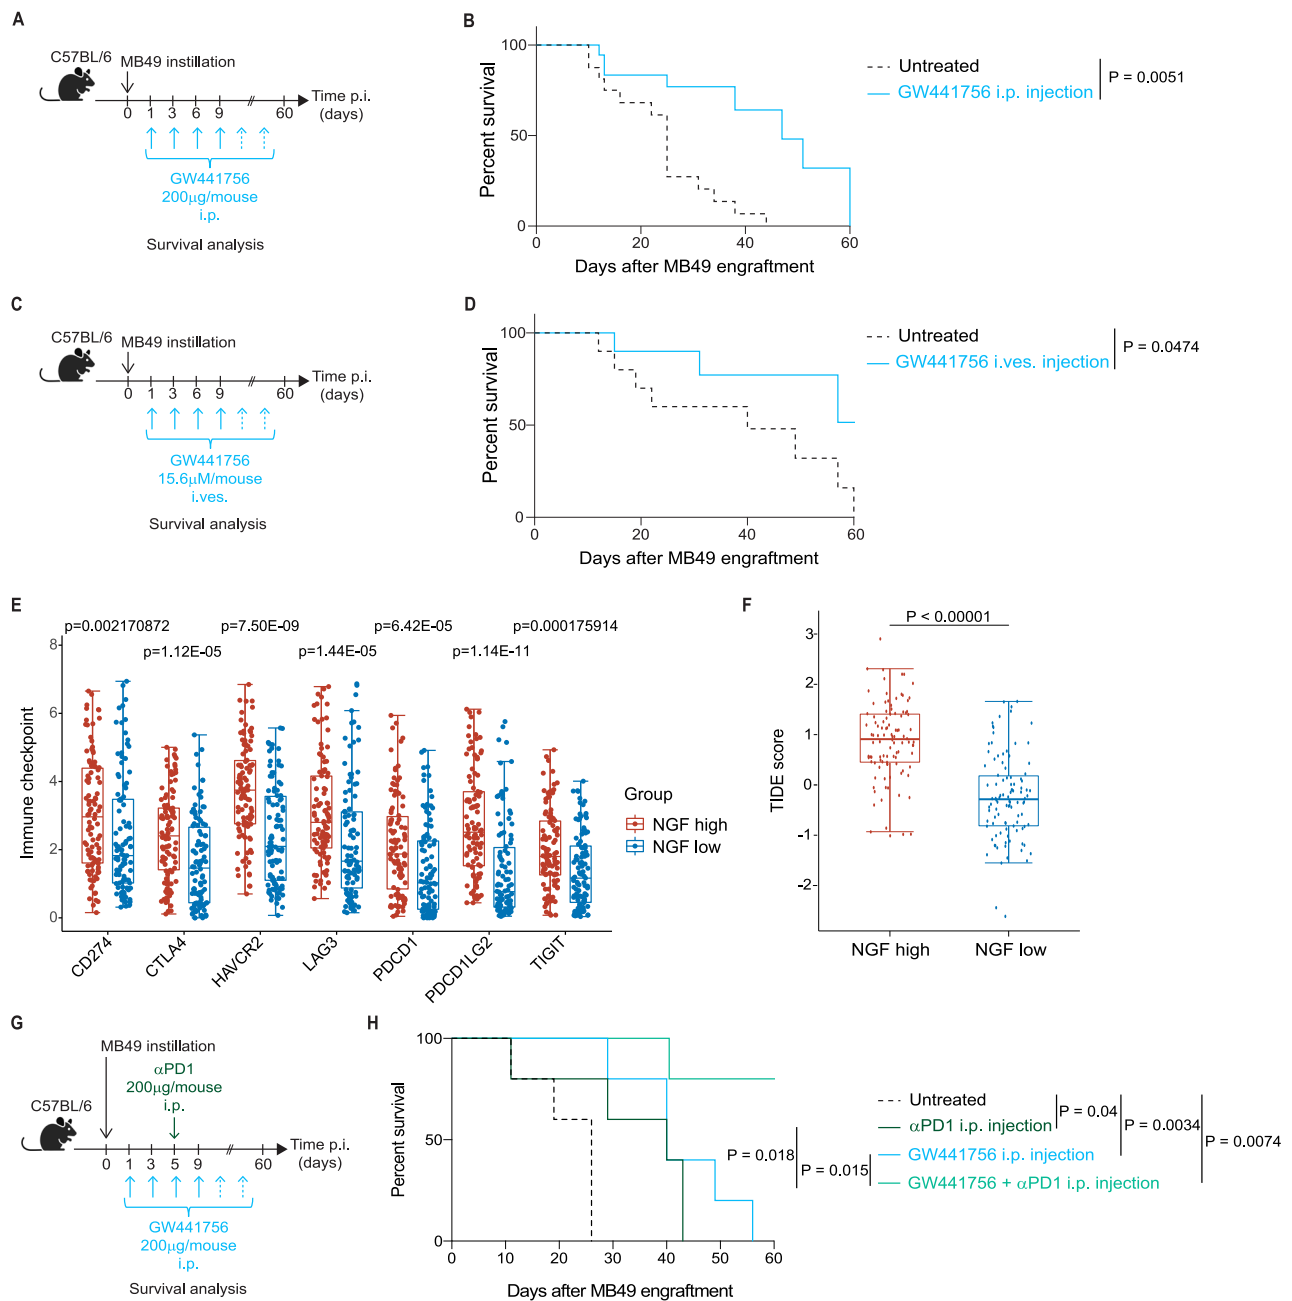 A
C57BL/6
MB49 instillation
Time p.i.
(days)
0 1 3 6 9 // 60
GW441756
200µg/mouse
i.p.
Survival analysis
B
Percent survival
100
50
0
0 20 40 60
Days after MB49 engraftment
Untreated
GW441756 i.p. injection
P = 0.0051
C
C57BL/6
MB49 instillation
Time p.i.
(days)
0 1 3 6 9 // 60
GW441756
15.6µM/mouse
i.ves.
Survival analysis
D
Percent survival
100
50
0
0 20 40 60
Days after MB49 engraftment
Untreated
GW441756 i.ves. injection
P = 0.0474
E
p=0.002170872 p=7.50E-09 p=6.42E-05 p=0.000175914
p=1.12E-05 p=1.44E-05 p=1.14E-11
Immune checkpoint
8
6
4
2
0
CD274 CTLA4 HAVCR2 LAG3 PDCD1 PDCD1LG2 TIGIT
Group
NGF high
NGF low
F
P < 0.00001
TIDE score
3
2
1
0
-1
-2
NGF high NGF low
G
MB49 instillation
αPD1
200µg/mouse
i.p.
C57BL/6
Time p.i.
(days)
0 1 3 5 9 // 60
GW441756
200µg/mouse
i.p.
Survival analysis
H
Percent survival
100
50
0
0 10 20 30 40 50 60
Days after MB49 engraftment
P = 0.018
P = 0.015
Untreated
αPD1 i.p. injection
GW441756 i.p. injection
GW441756 + αPD1 i.p. injection
P = 0.04
P = 0.0034
P = 0.0074